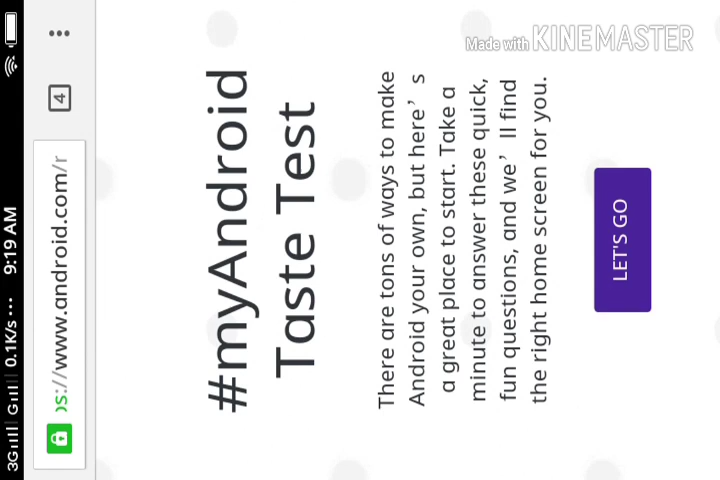 3G G 0.1K/s ... 9:19 AM
os://www.android.com/r
4
#myAndroid
Taste Test
There are tons of ways to make
Android your own, but here's
a great place to start. Take a
minute to answer these quick,
fun questions, and we'll find
the right home screen for you.
LET'S GO
Made with KINEMASTER